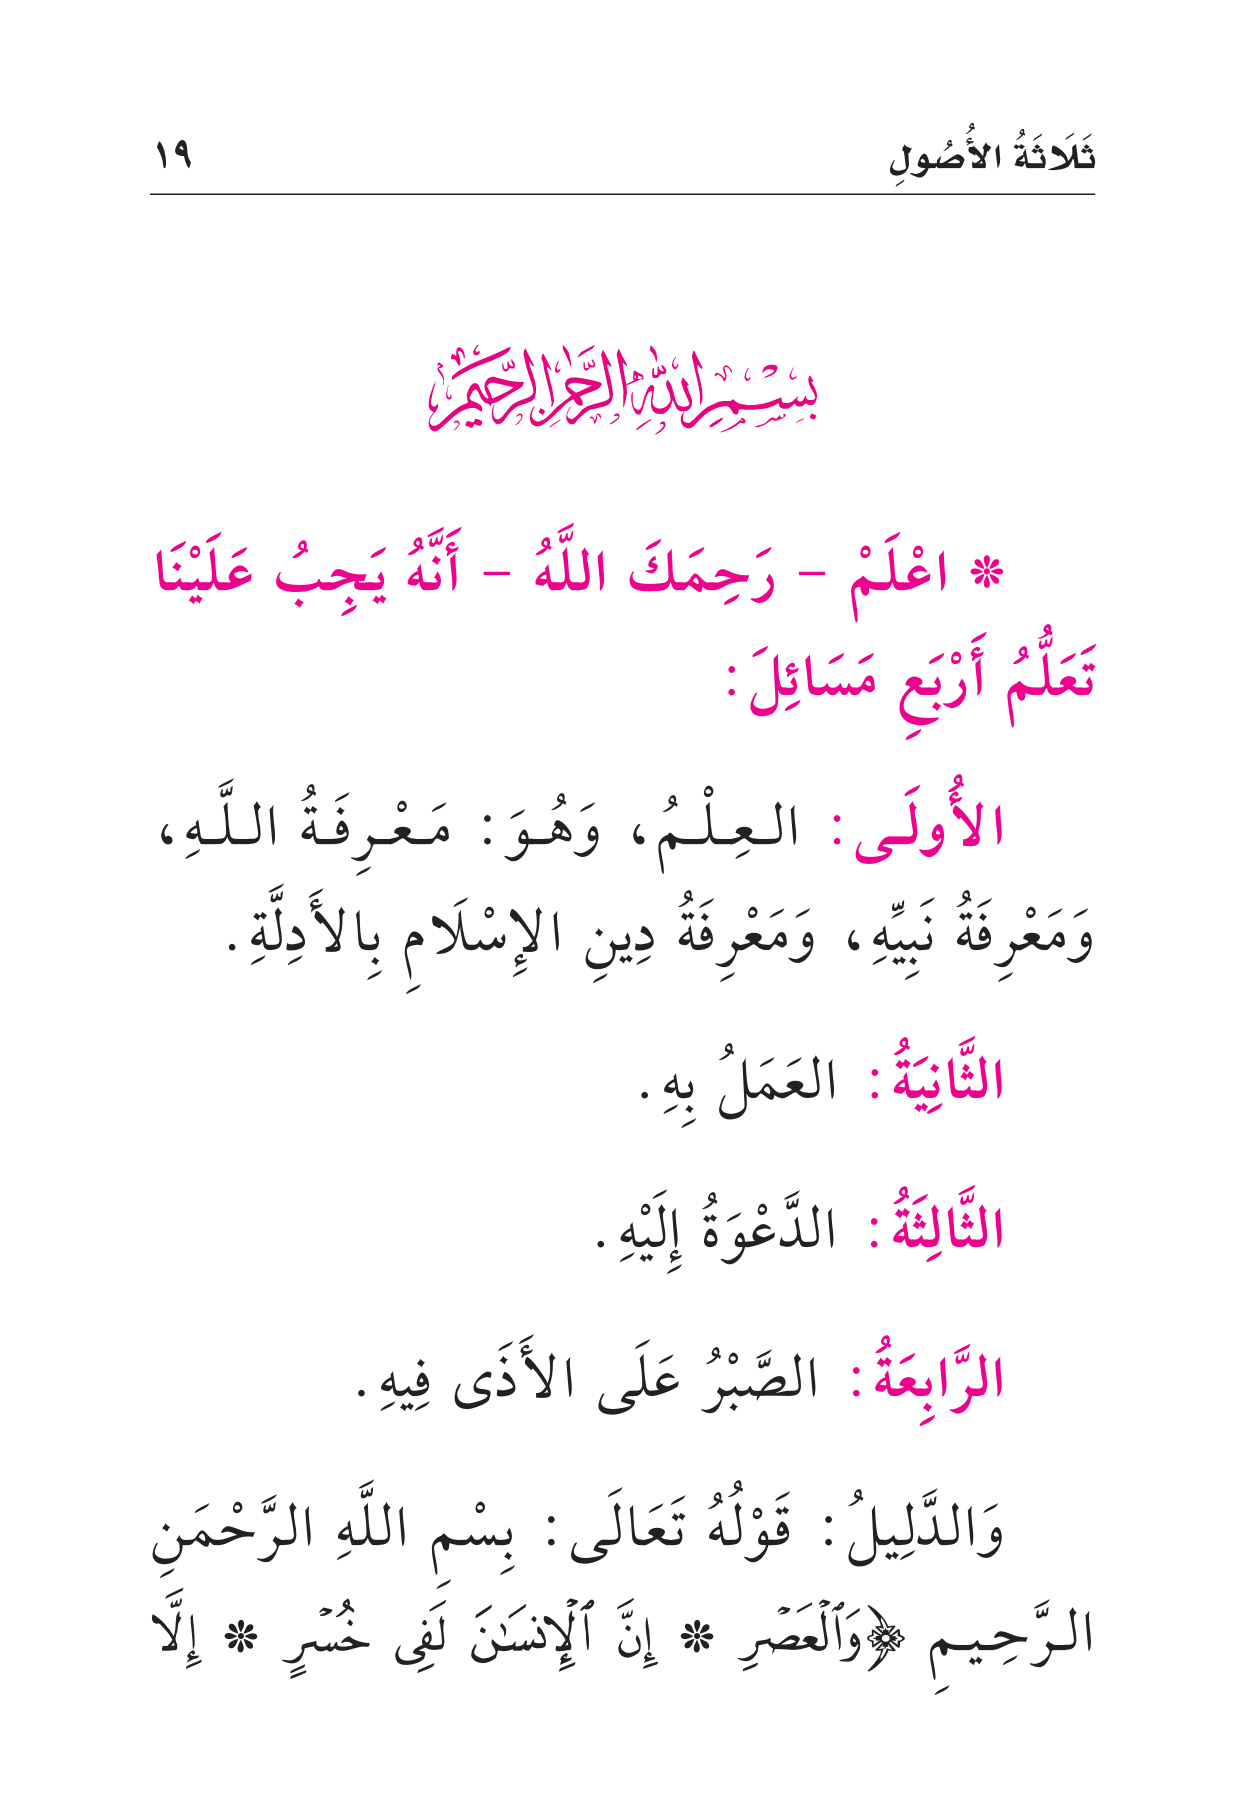 ثَلَاثَةُ الأُصُولِ ١٩
بِسْمِ اللَّهِ الرَّحْمَنِ الرَّحِيمِ
❊ اعْلَمْ – رَحِمَكَ اللَّهُ – أَنَّهُ يَجِبُ عَلَيْنَا
تَعَلُّمُ أَرْبَعِ مَسَائِلَ:
الأُولَى: العِلْمُ، وَهُوَ: مَعْرِفَةُ اللَّهِ،
وَمَعْرِفَةُ نَبِيِّهِ، وَمَعْرِفَةُ دِينِ الإِسْلَامِ بِالأَدِلَّةِ.
الثَّانِيَةُ: العَمَلُ بِهِ.
الثَّالِثَةُ: الدَّعْوَةُ إِلَيْهِ.
الرَّابِعَةُ: الصَّبْرُ عَلَى الأَذَى فِيهِ.
وَالدَّلِيلُ: قَوْلُهُ تَعَالَى: بِسْمِ اللَّهِ الرَّحْمَنِ
الرَّحِيمِ ﴿وَٱلْعَصْرِ ❊ إِنَّ ٱلْإِنسَٰنَ لَفِى خُسْرٍ ❊ إِلَّا